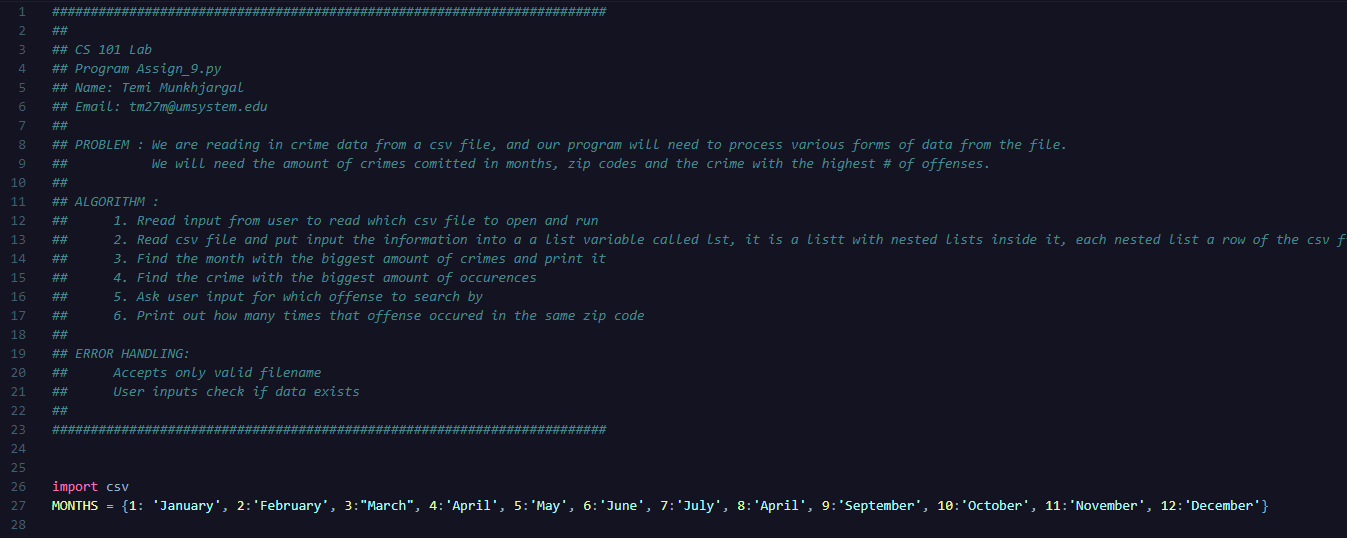 1 ########################################################################
2 ##
3 ## CS 101 Lab
4 ## Program Assign_9.py
5 ## Name: Temi Munkhjargal
6 ## Email: tm27m@umsystem.edu
7 ##
8 ## PROBLEM : We are reading in crime data from a csv file, and our program will need to process various forms of data from the file.
9 ##           We will need the amount of crimes comitted in months, zip codes and the crime with the highest # of offenses.
10 ##
11 ## ALGORITHM :
12 ##      1. Rread input from user to read which csv file to open and run
13 ##      2. Read csv file and put input the information into a a list variable called lst, it is a listt with nested lists inside it, each nested list a row of the csv f
14 ##      3. Find the month with the biggest amount of crimes and print it
15 ##      4. Find the crime with the biggest amount of occurences
16 ##      5. Ask user input for which offense to search by
17 ##      6. Print out how many times that offense occured in the same zip code
18 ##
19 ## ERROR HANDLING:
20 ##      Accepts only valid filename
21 ##      User inputs check if data exists
22 ##
23 ########################################################################
24
25
26 import csv
27 MONTHS = {1: 'January', 2:'February', 3:"March", 4:'April', 5:'May', 6:'June', 7:'July', 8:'April', 9:'September', 10:'October', 11:'November', 12:'December'}
28